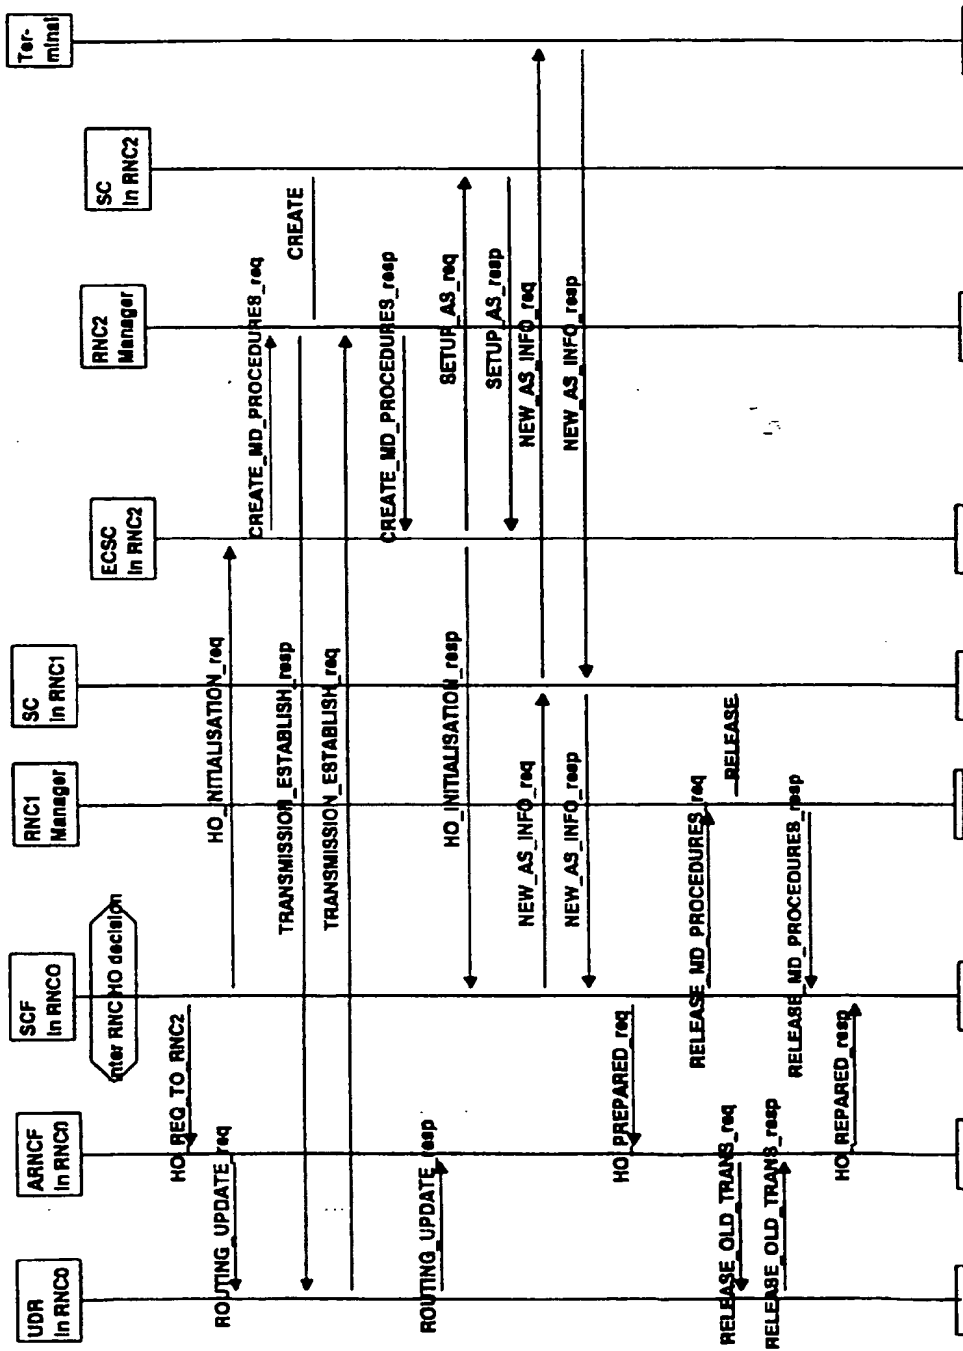 UDR
in RNC0
ARNCF
in RNC0
SCF
in RNC0
RNC1
Manager
SC
in RNC1
ECSC
in RNC2
RNC2
Manager
SC
in RNC2
Ter-
minal
inter RNC HO decision
HO_REQ_TO_RNC2
ROUTING_UPDATE_req
HO_INITIALISATION_req
CREATE_MD_PROCEDURES_req
TRANSMISSION_ESTABLISH_resp
CREATE
TRANSMISSION_ESTABLISH_req
CREATE_MD_PROCEDURES_resp
ROUTING_UPDATE_resp
HO_INITIALISATION_resp
SETUP_AS_req
SETUP_AS_resp
NEW_AS_INFO_req
NEW_AS_INFO_req
NEW_AS_INFO_resp
NEW_AS_INFO_resp
HO_PREPARED_req
RELEASE_MD_PROCEDURES_req
RELEASE
RELEASE_OLD_TRANS_req
RELEASE_OLD_TRANS_resp
RELEASE_MD_PROCEDURES_resp
HO_REPARED_resp